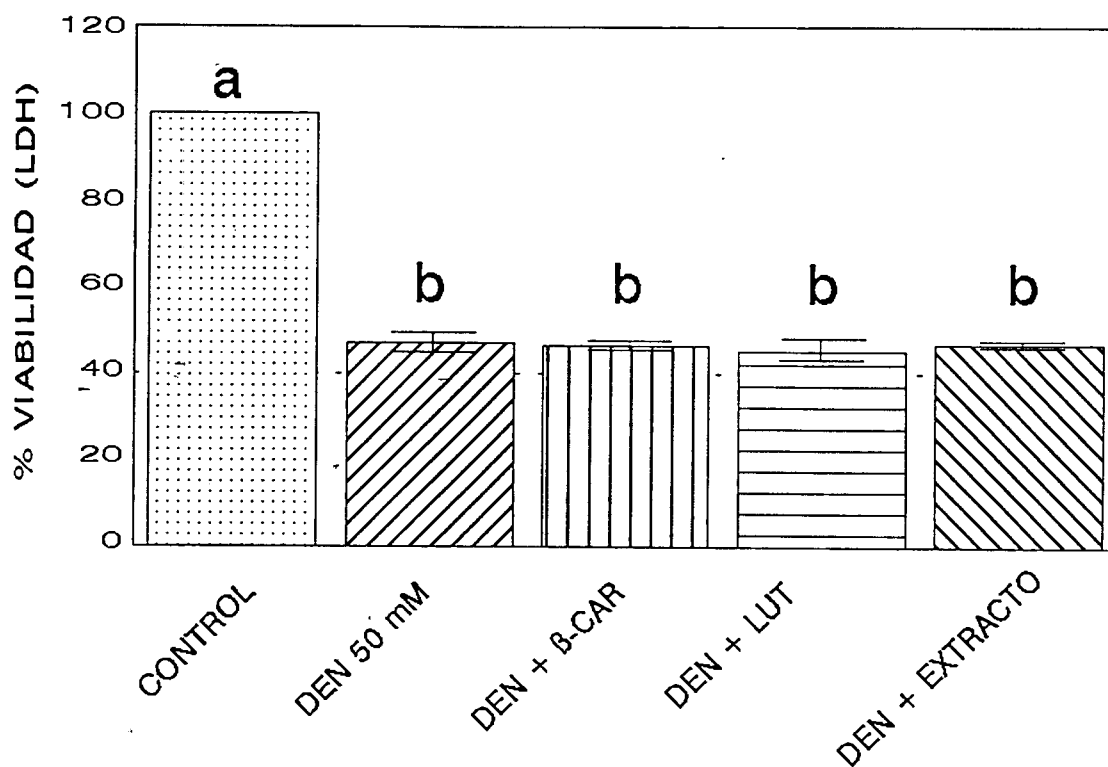 % VIABILIDAD (LDH)
120
100
80
60
40
20
0
a
b
b
b
b
CONTROL
DEN 50 mM
DEN + β-CAR
DEN + LUT
DEN + EXTRACTO